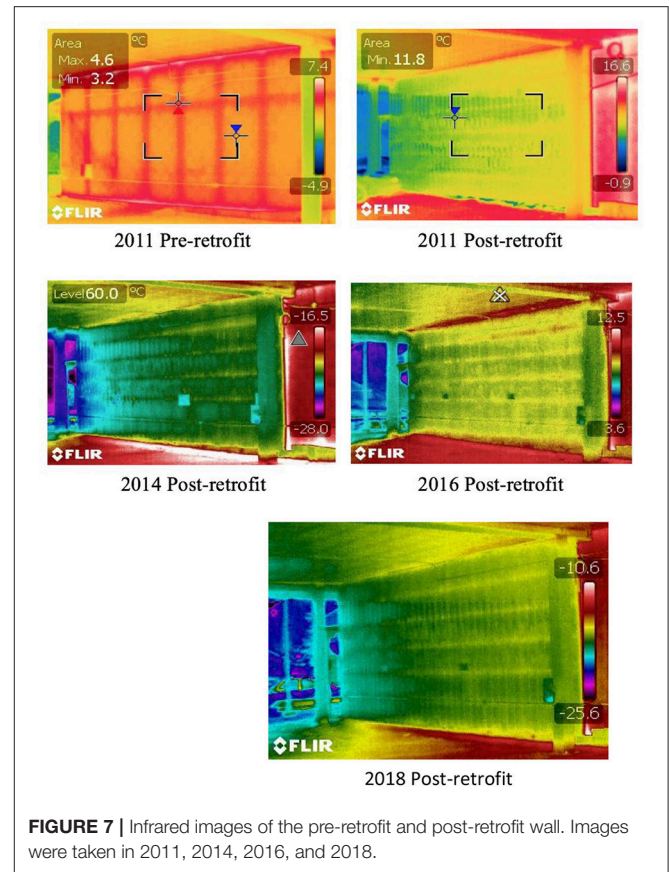 Area °C
Max. 4.6
Min. 3.2
7.4
-4.9
FLIR
2011 Pre-retrofit
Area °C
Min. 11.8
16.6
-0.9
FLIR
2011 Post-retrofit
Level 60.0 °C
-16.5
-28.0
FLIR
2014 Post-retrofit
12.5
3.6
FLIR
2016 Post-retrofit
-10.6
-25.6
FLIR
2018 Post-retrofit
FIGURE 7 | Infrared images of the pre-retrofit and post-retrofit wall. Images
were taken in 2011, 2014, 2016, and 2018.